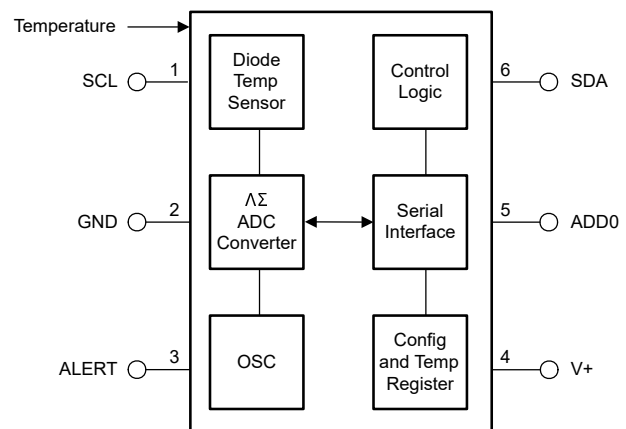 Temperature
SCL
1
Diode
Temp
Sensor
Control
Logic
6
SDA
GND
2
ΛΣ
ADC
Converter
Serial
Interface
5
ADD0
ALERT
3
OSC
Config
and Temp
Register
4
V+